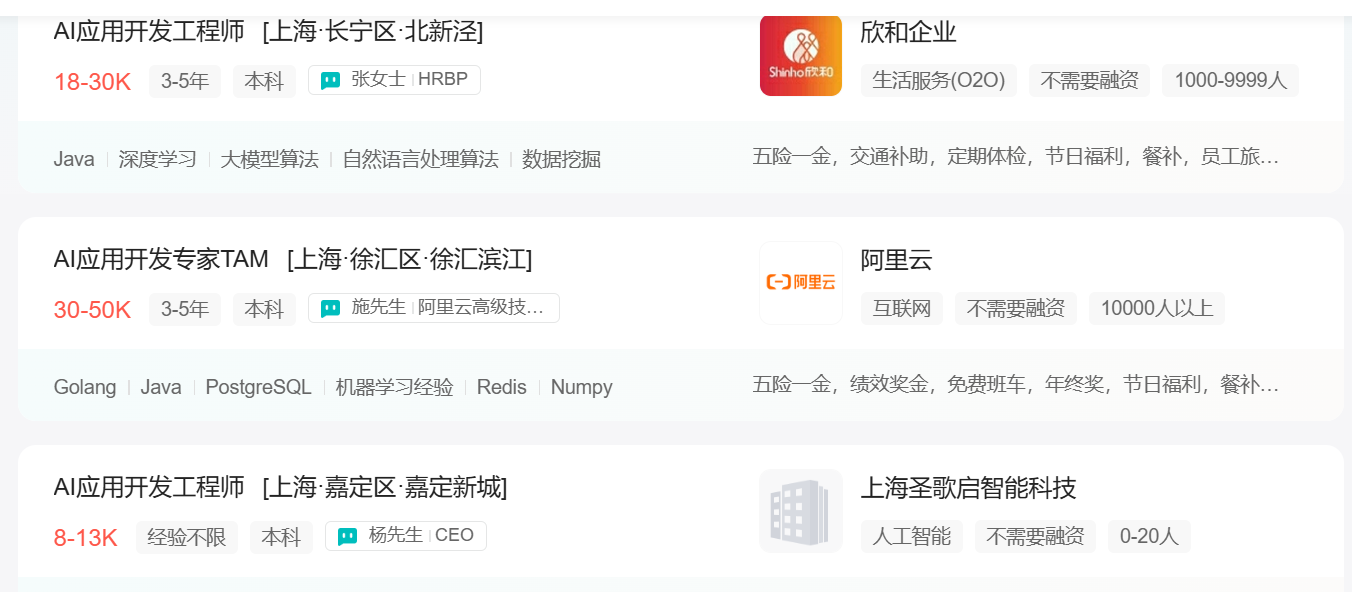 AI应用开发工程师 [上海·长宁区·北新泾]
18-30K 3-5年 本科 张女士 HRBP
Shinho欣和
欣和企业
生活服务(O2O) 不需要融资 1000-9999人
Java 深度学习 大模型算法 自然语言处理算法 数据挖掘
五险一金，交通补助，定期体检，节日福利，餐补，员工旅...
AI应用开发专家TAM [上海·徐汇区·徐汇滨江]
30-50K 3-5年 本科 施先生 阿里云高级技...
阿里云
阿里云
互联网 不需要融资 10000人以上
Golang Java PostgreSQL 机器学习经验 Redis Numpy
五险一金，绩效奖金，免费班车，年终奖，节日福利，餐补...
AI应用开发工程师 [上海·嘉定区·嘉定新城]
8-13K 经验不限 本科 杨先生 CEO
上海圣歌启智能科技
人工智能 不需要融资 0-20人